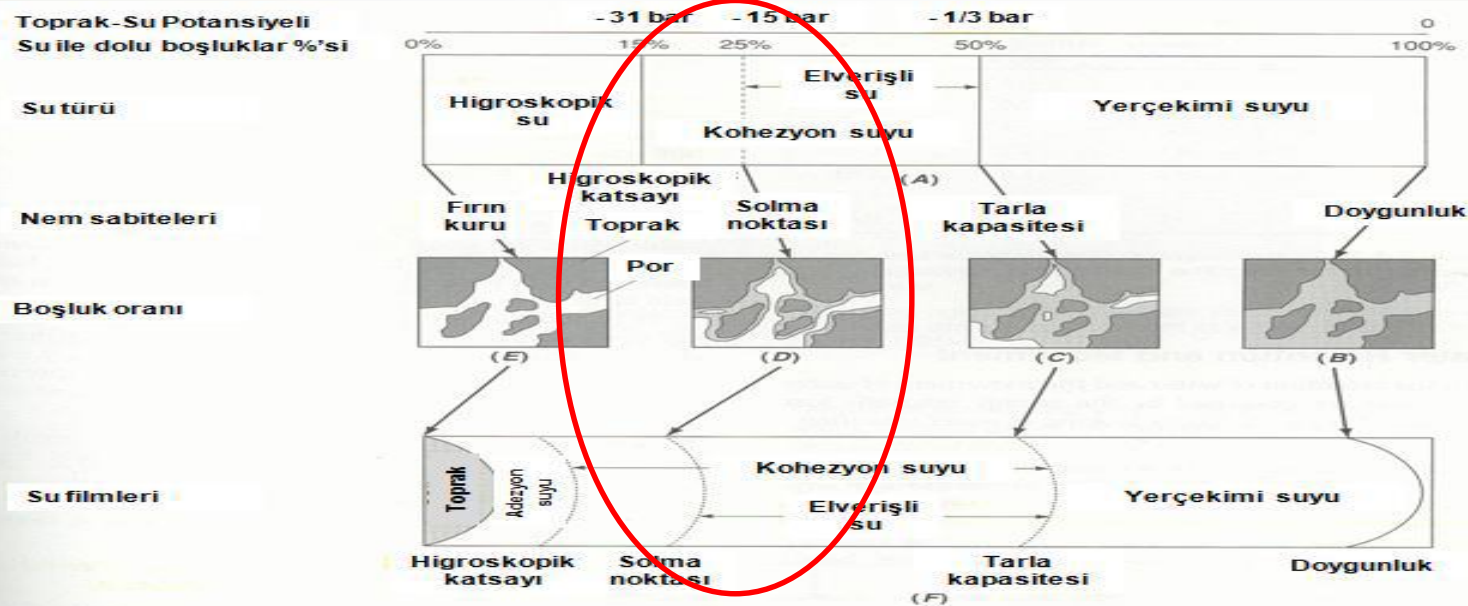 Toprak-Su Potansiyeli
- 31 bar - 15 bar - 1/3 bar 0
Su ile dolu boşluklar %'si
0% 15% 25% 50% 100%
Su türü
Higroskopik
su
Elverişli
su
Kohezyon suyu
Yerçekimi suyu
(A)
Higroskopik
katsayı
Nem sabiteleri
Fırın
kuru
Toprak
Solma
noktası
Tarla
kapasitesi
Doygunluk
Por
Boşluk oranı
(E) (D) (C) (B)
Su filmleri
Toprak
Adezyon
suyu
Kohezyon suyu
Elverişli
su
Yerçekimi suyu
Higroskopik
katsayı
Solma
noktası
Tarla
kapasitesi
Doygunluk
(F)